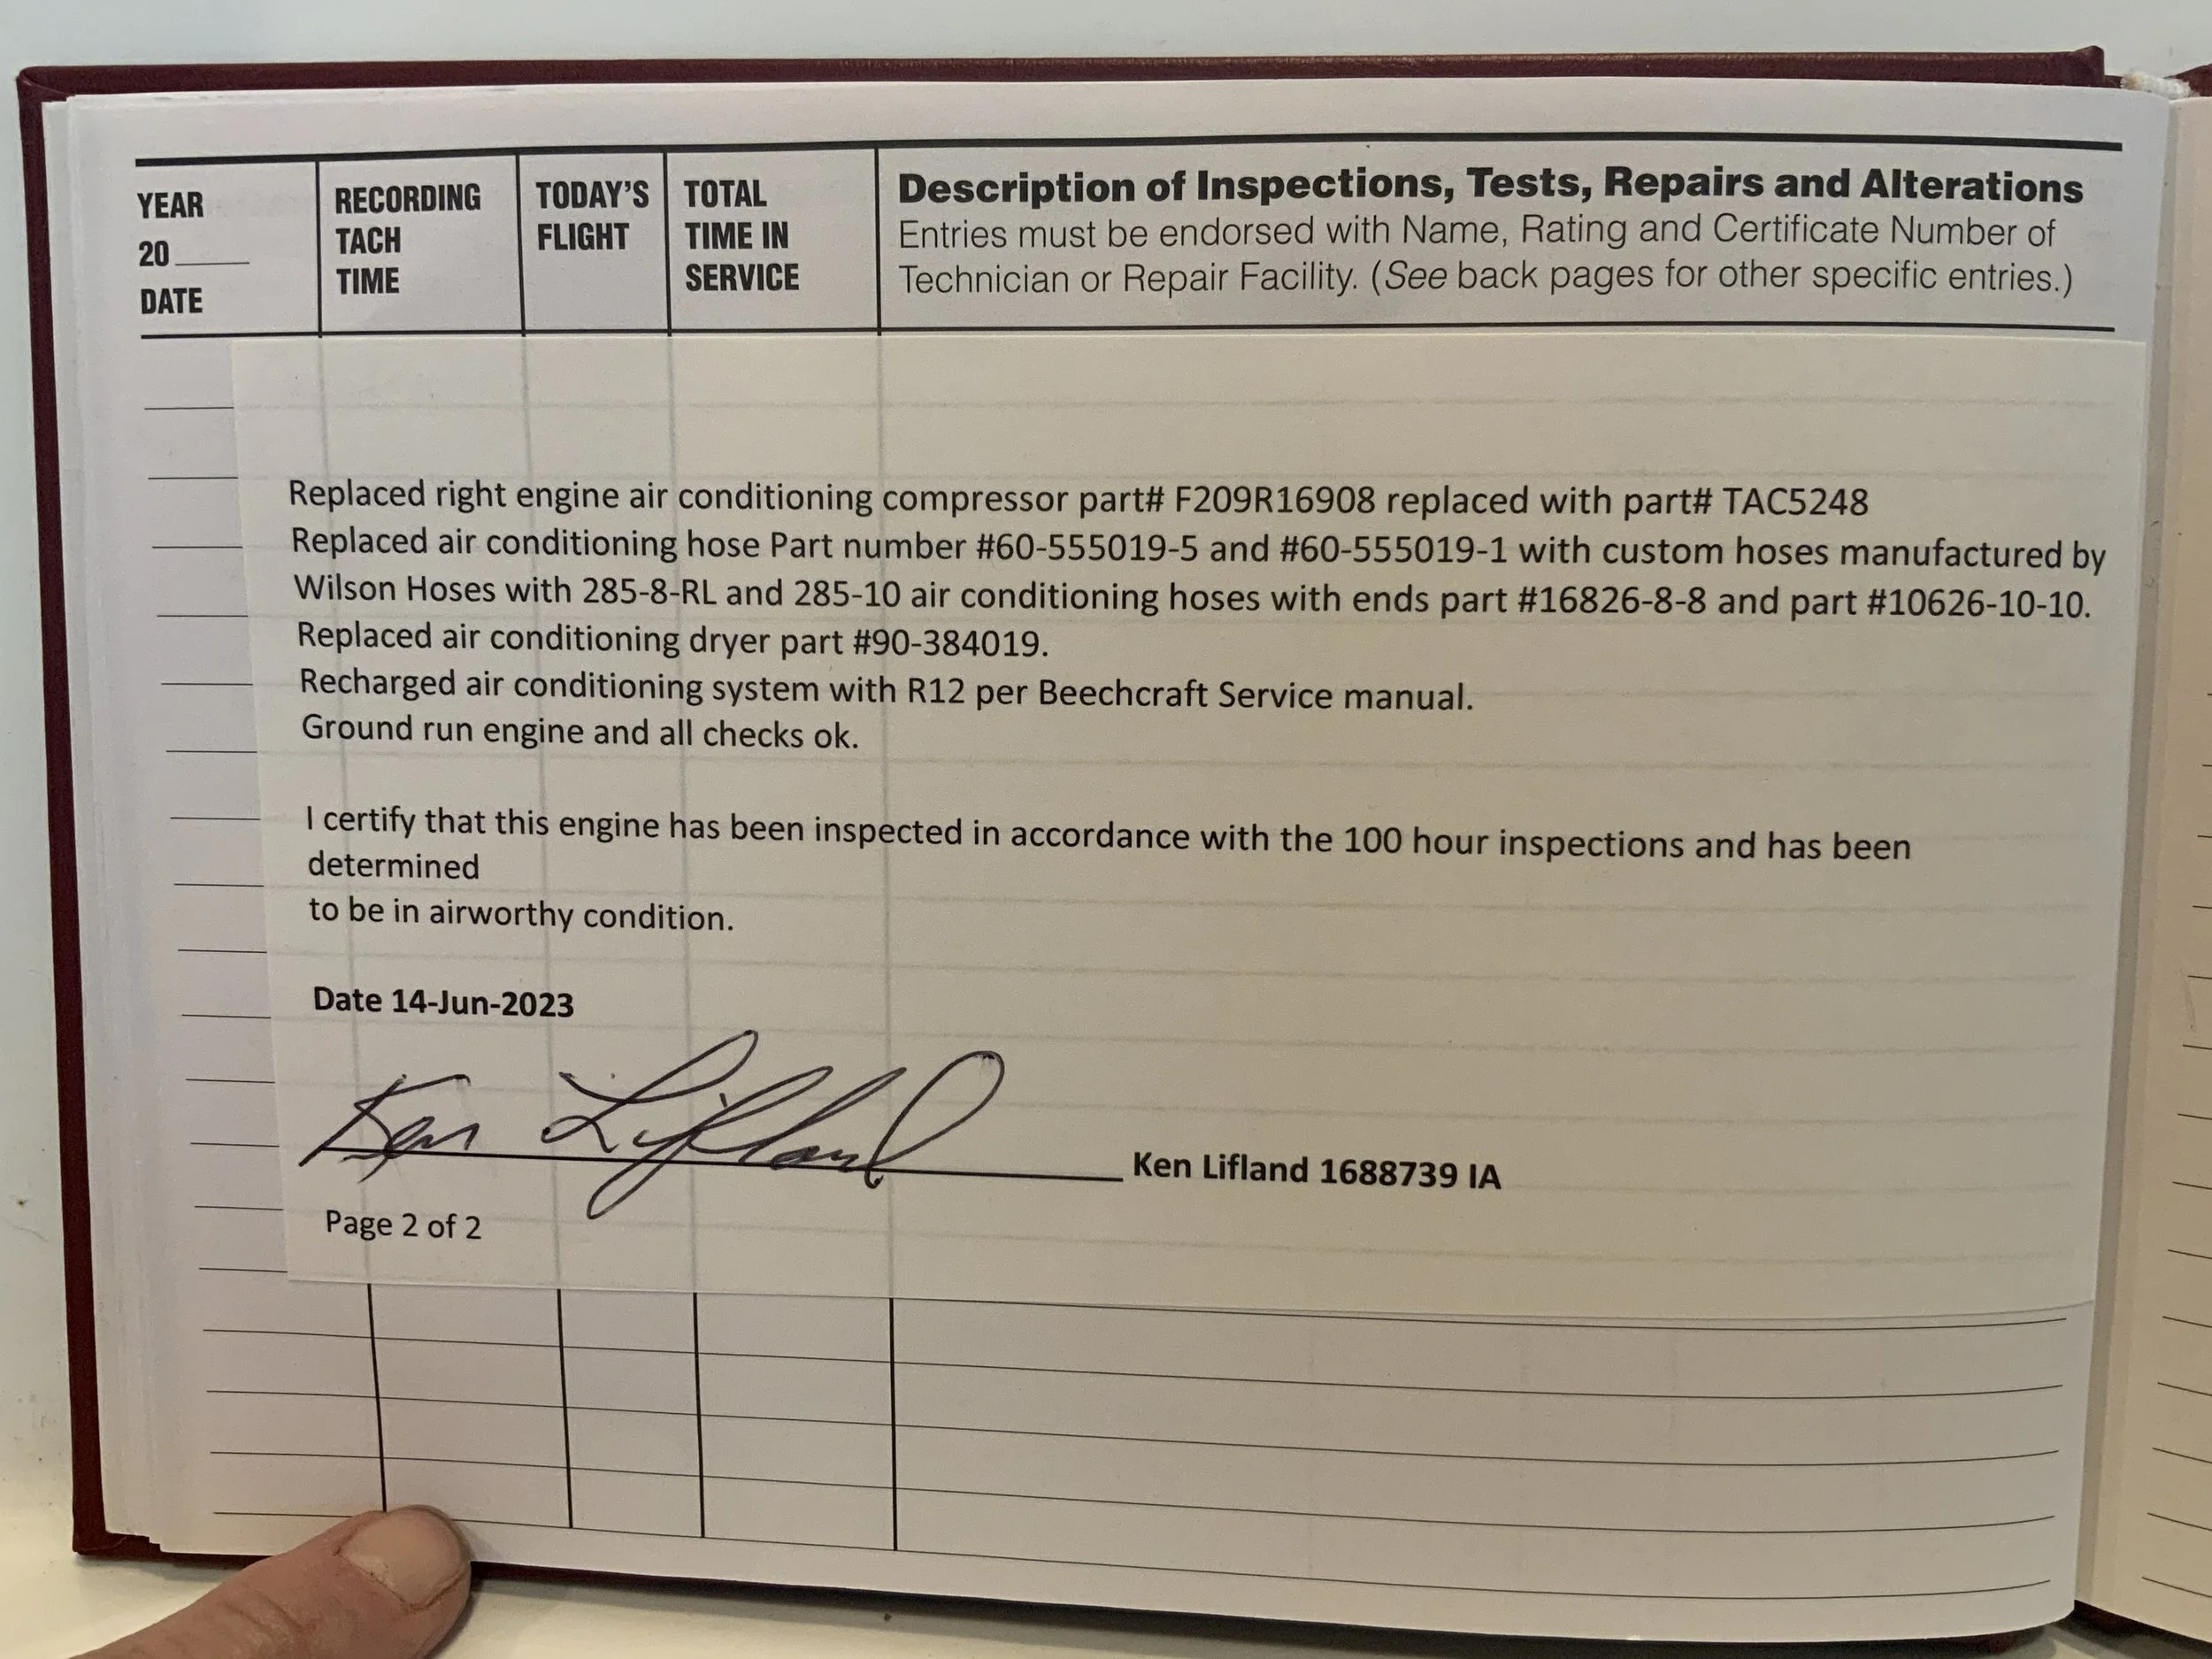 YEAR
20____
DATE
RECORDING
TACH
TIME
TODAY'S
FLIGHT
TOTAL
TIME IN
SERVICE
Description of Inspections, Tests, Repairs and Alterations
Entries must be endorsed with Name, Rating and Certificate Number of
Technician or Repair Facility. (See back pages for other specific entries.)
Replaced right engine air conditioning compressor part# F209R16908 replaced with part# TAC5248
Replaced air conditioning hose Part number #60-555019-5 and #60-555019-1 with custom hoses manufactured by
Wilson Hoses with 285-8-RL and 285-10 air conditioning hoses with ends part #16826-8-8 and part #10626-10-10.
Replaced air conditioning dryer part #90-384019.
Recharged air conditioning system with R12 per Beechcraft Service manual.
Ground run engine and all checks ok.
I certify that this engine has been inspected in accordance with the 100 hour inspections and has been
determined
to be in airworthy condition.
Date 14-Jun-2023
Ken Lifland
Ken Lifland 1688739 IA
Page 2 of 2